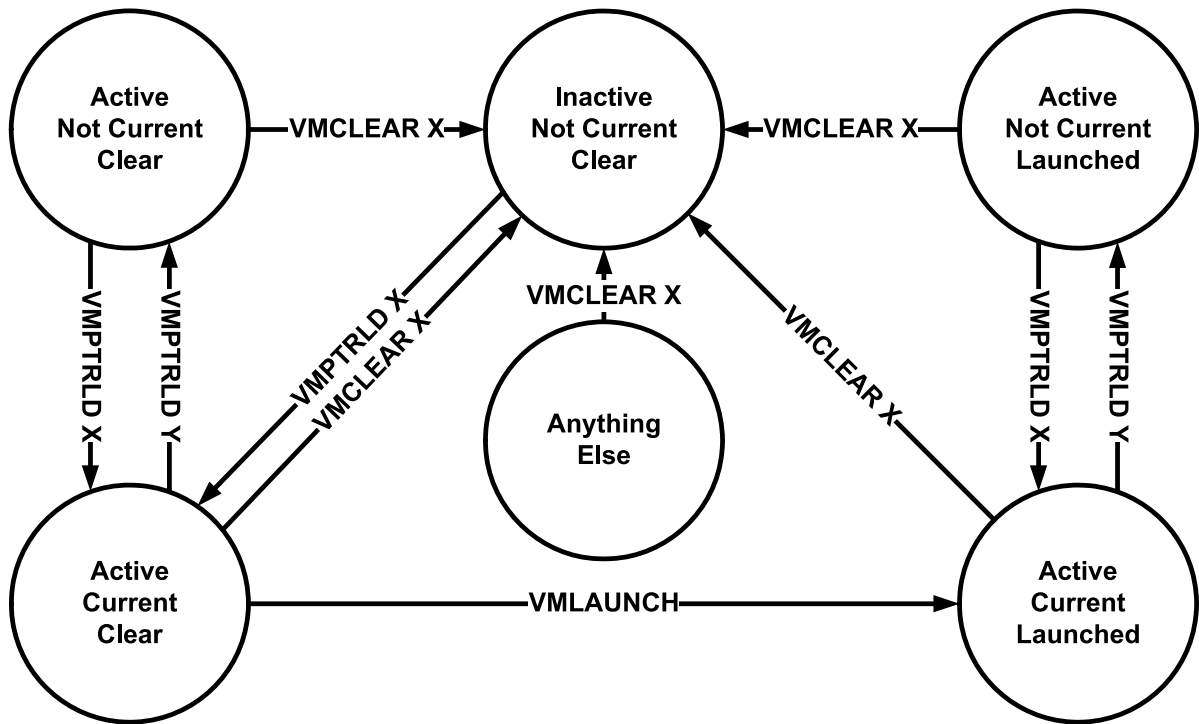 Active
Not Current
Clear
VMCLEAR X
Inactive
Not Current
Clear
VMCLEAR X
Active
Not Current
Launched
VMPTRLD X
VMPTRLD Y
VMPTRLD X
VMCLEAR X
VMCLEAR X
Anything
Else
VMCLEAR X
VMPTRLD X
VMPTRLD Y
Active
Current
Clear
VMLAUNCH
Active
Current
Launched